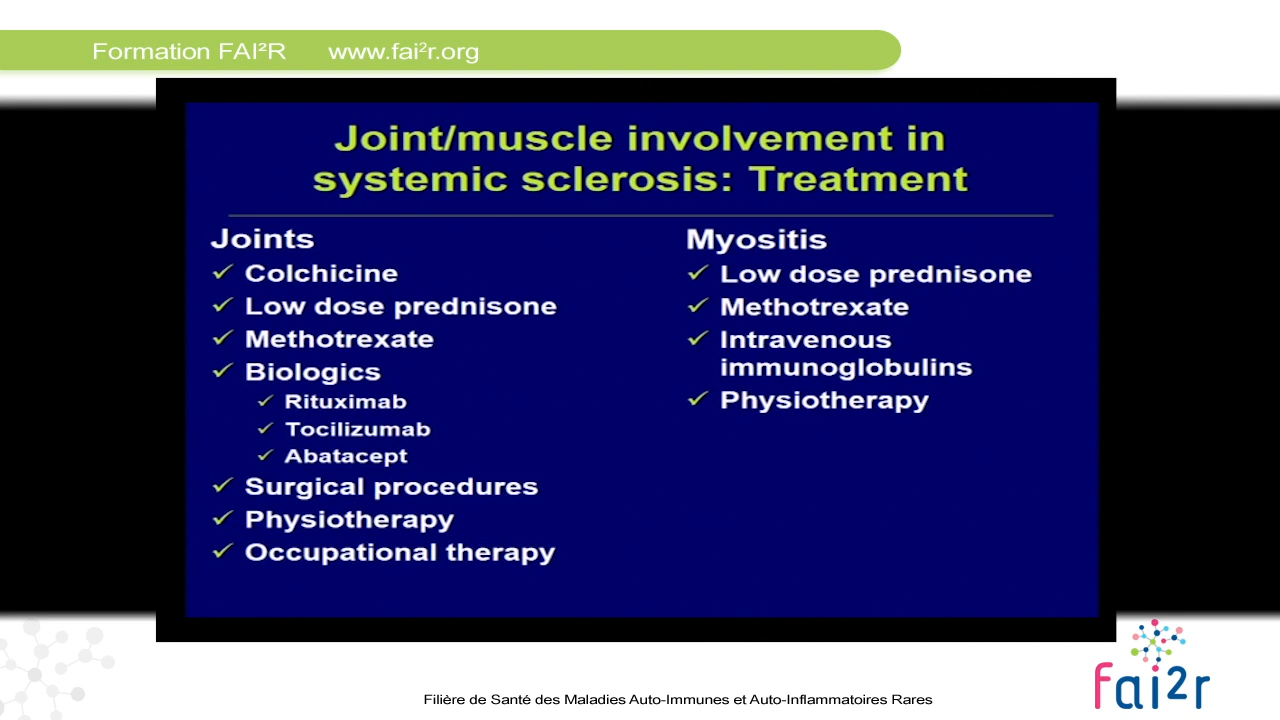 Formation FAI²R www.fai²r.org
Joint/muscle involvement in
systemic sclerosis: Treatment
Joints
✓ Colchicine
✓ Low dose prednisone
✓ Methotrexate
✓ Biologics
✓ Rituximab
✓ Tocilizumab
✓ Abatacept
✓ Surgical procedures
✓ Physiotherapy
✓ Occupational therapy
Myositis
✓ Low dose prednisone
✓ Methotrexate
✓ Intravenous
immunoglobulins
✓ Physiotherapy
Filière de Santé des Maladies Auto-Immunes et Auto-Inflammatoires Rares
fai2r